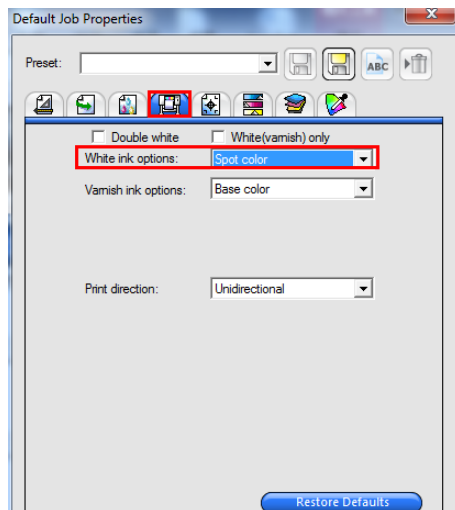 Default Job Properties
Preset:
ABC
Double white White(varnish) only
White ink options: Spot color
Varnish ink options: Base color
Print direction: Unidirectional
Restore Defaults